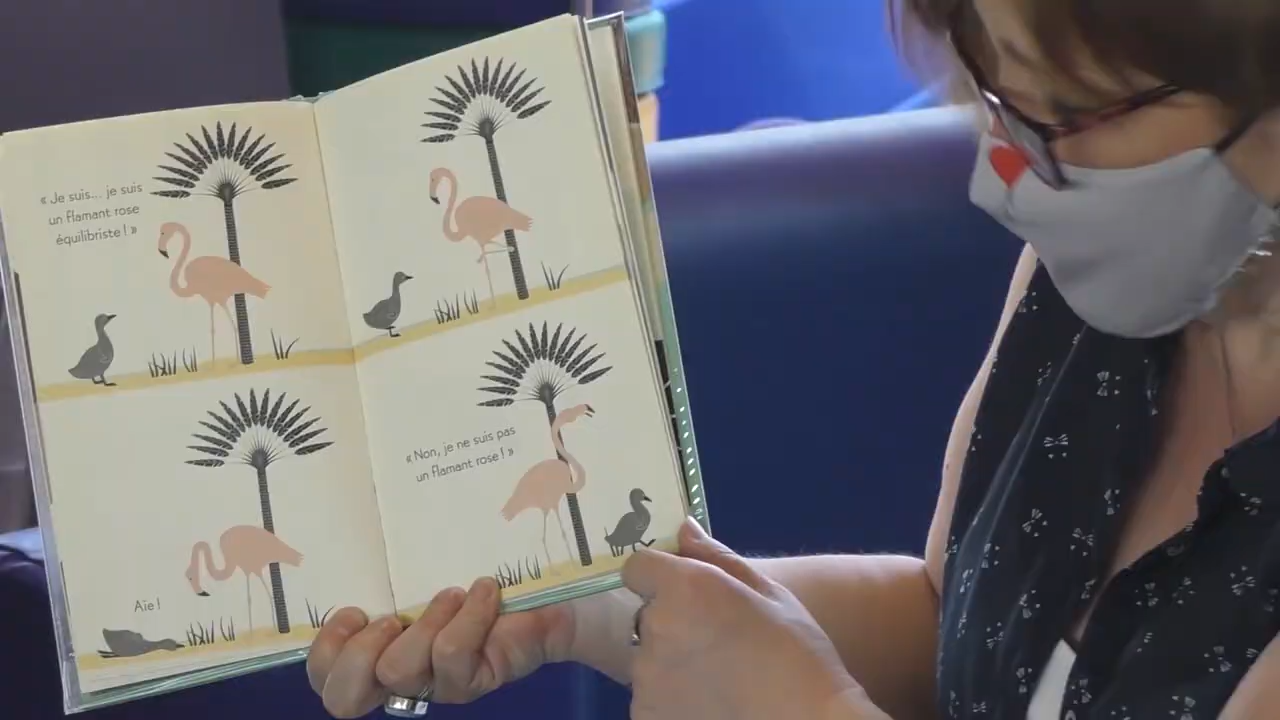 « Je suis... je suis
un flamant rose
équilibriste ! »
Aïe !
« Non, je ne suis pas
un flamant rose ! »